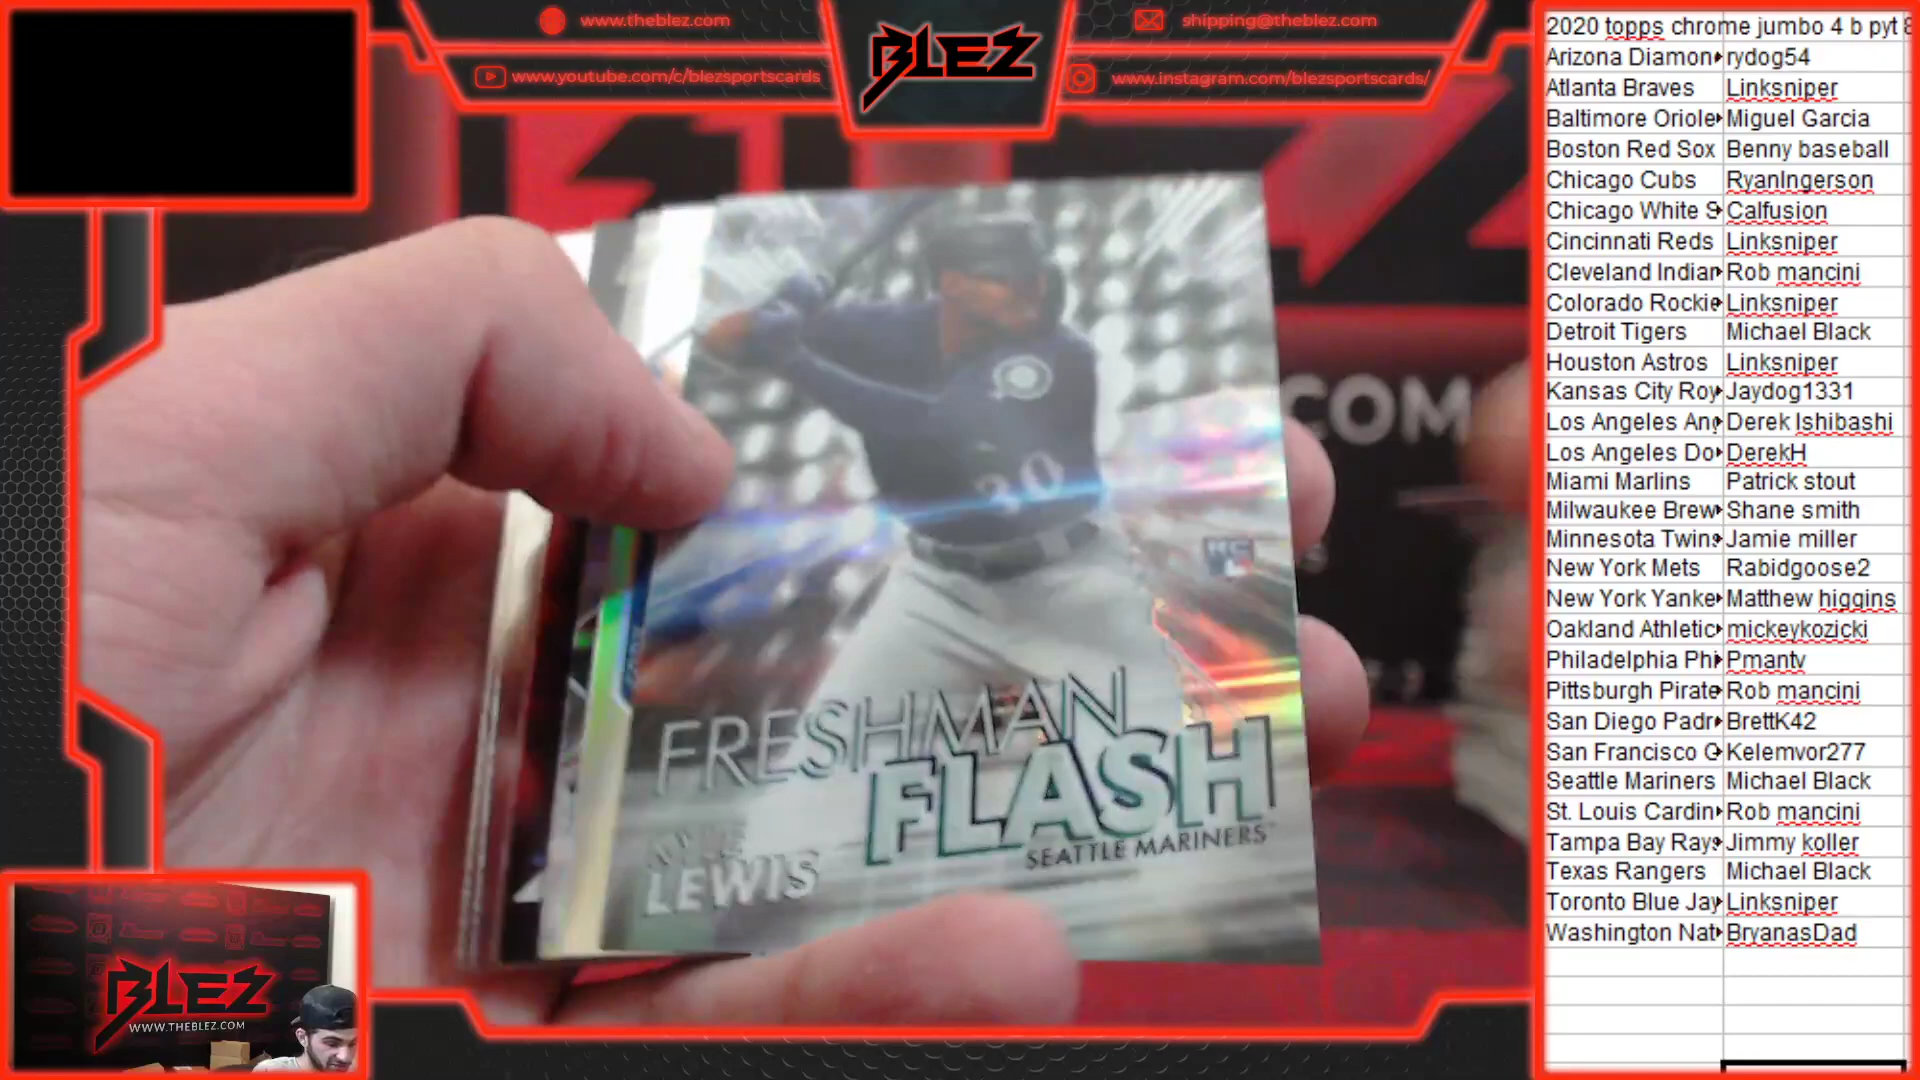 www.theblez.com
shipping@theblez.com
BLEZ
www.youtube.com/c/blezsportscards
www.instagram.com/blezsportscards/
.COM
30
RC
FRESHMAN
FLASH
SEATTLE MARINERS
KYLE
LEWIS
BLEZ
WWW.THEBLEZ.COM
2020 topps chrome jumbo 4 b pyt 8
Arizona Diamon rydog54
Atlanta Braves Linksniper
Baltimore Oriole Miguel Garcia
Boston Red Sox Benny baseball
Chicago Cubs RyanIngerson
Chicago White S Calfusion
Cincinnati Reds Linksniper
Cleveland Indian Rob mancini
Colorado Rockie Linksniper
Detroit Tigers Michael Black
Houston Astros Linksniper
Kansas City Roy Jaydog1331
Los Angeles Ang Derek Ishibashi
Los Angeles Do DerekH
Miami Marlins Patrick stout
Milwaukee Brew Shane smith
Minnesota Twins Jamie miller
New York Mets Rabidgoose2
New York Yanke Matthew higgins
Oakland Athletic mickeykozicki
Philadelphia Phi Pmantv
Pittsburgh Pirate Rob mancini
San Diego Padr BrettK42
San Francisco G Kelemvor277
Seattle Mariners Michael Black
St. Louis Cardin Rob mancini
Tampa Bay Rays Jimmy koller
Texas Rangers Michael Black
Toronto Blue Jay Linksniper
Washington Nat BryanasDad